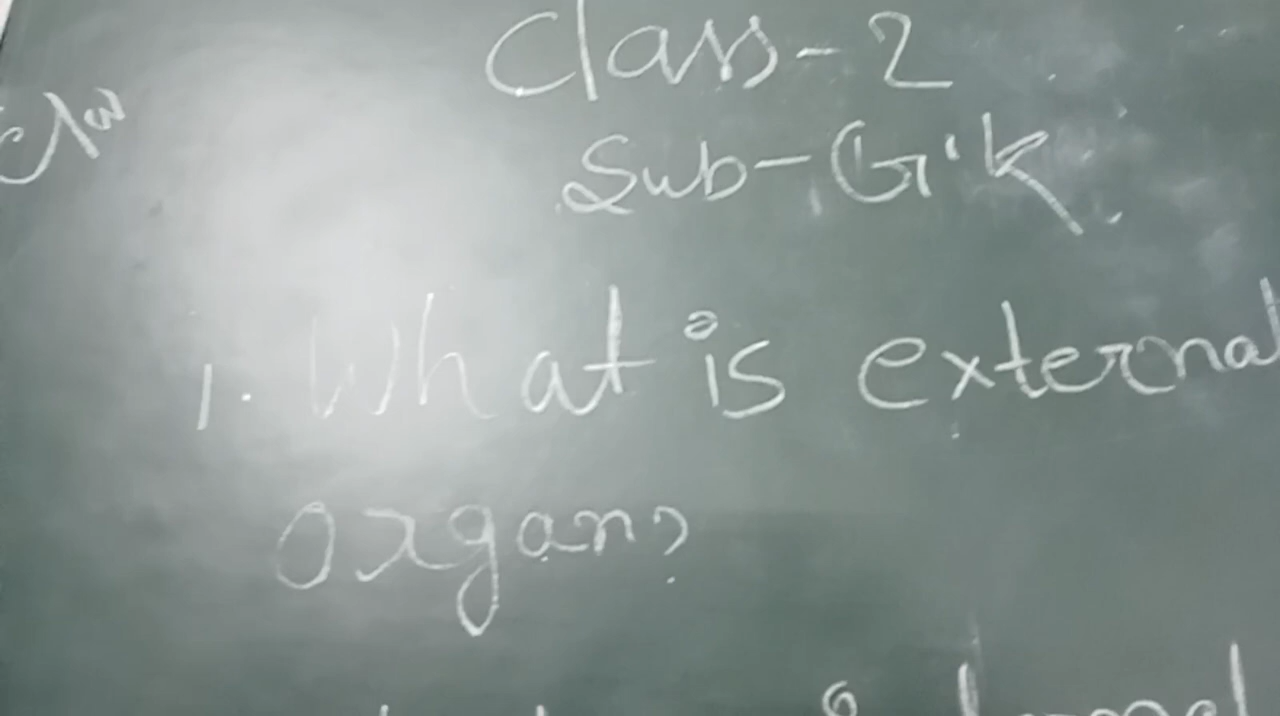 Class-2
Sub-G.K.
1. What is external
organ?